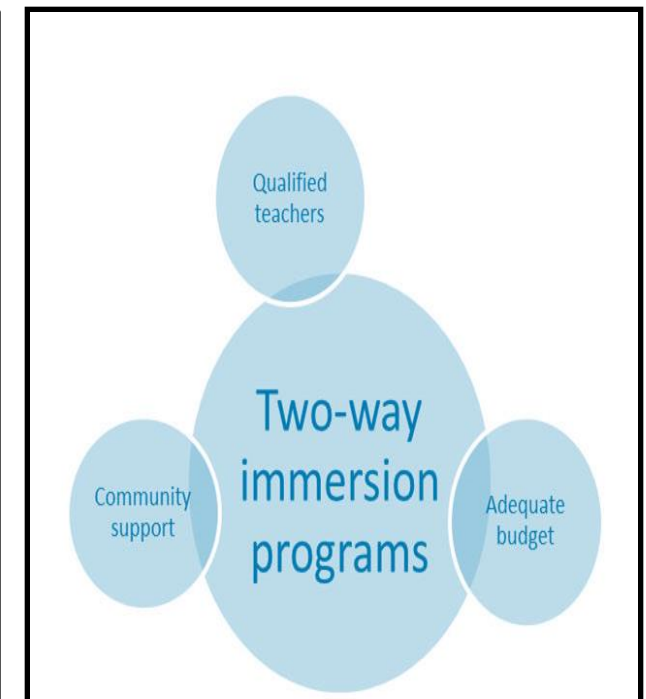 Qualified
teachers
Two-way
immersion
programs
Community
support
Adequate
budget